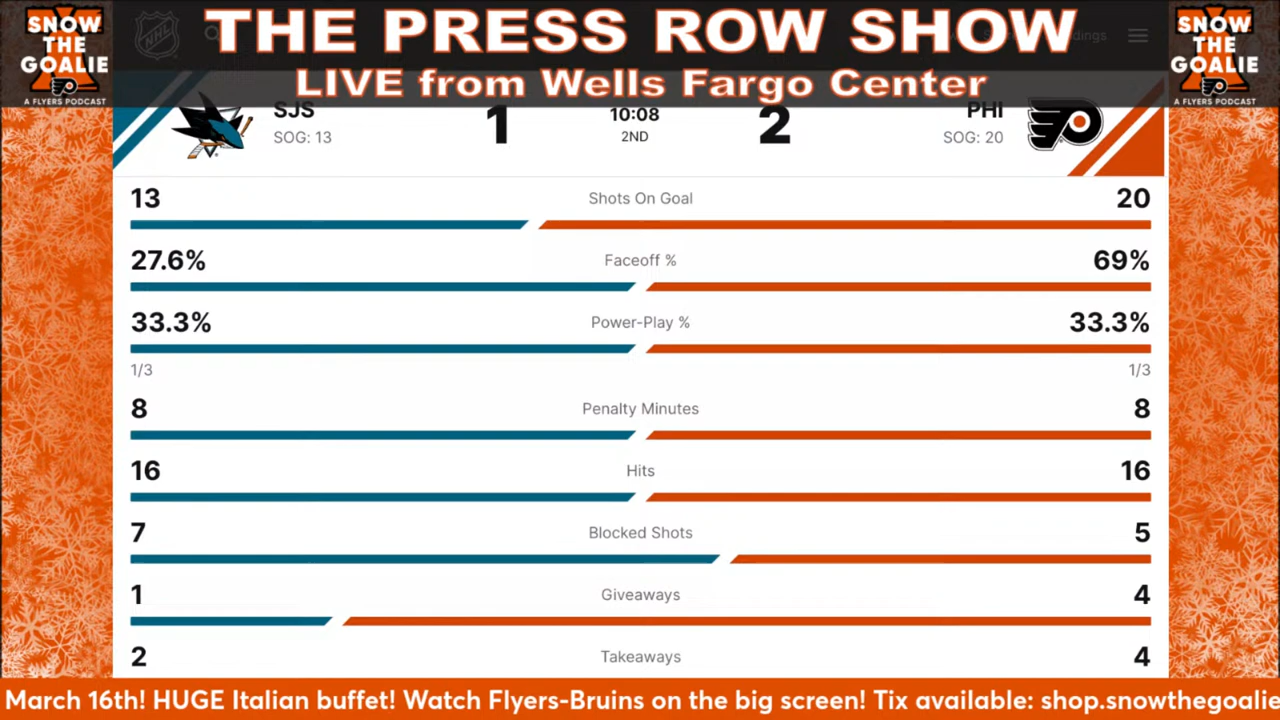 SNOW
THE
GOALIE
A FLYERS PODCAST
THE PRESS ROW SHOW
LIVE from Wells Fargo Center
SNOW
THE
GOALIE
A FLYERS PODCAST
NHL
SJS
SOG: 13
1
10:08
2ND
2
PHI
SOG: 20
13 Shots On Goal 20
27.6% Faceoff % 69%
33.3% Power-Play % 33.3%
1/3 1/3
8 Penalty Minutes 8
16 Hits 16
7 Blocked Shots 5
1 Giveaways 4
2 Takeaways 4
March 16th! HUGE Italian buffet! Watch Flyers-Bruins on the big screen! Tix available: shop.snowthegoalie